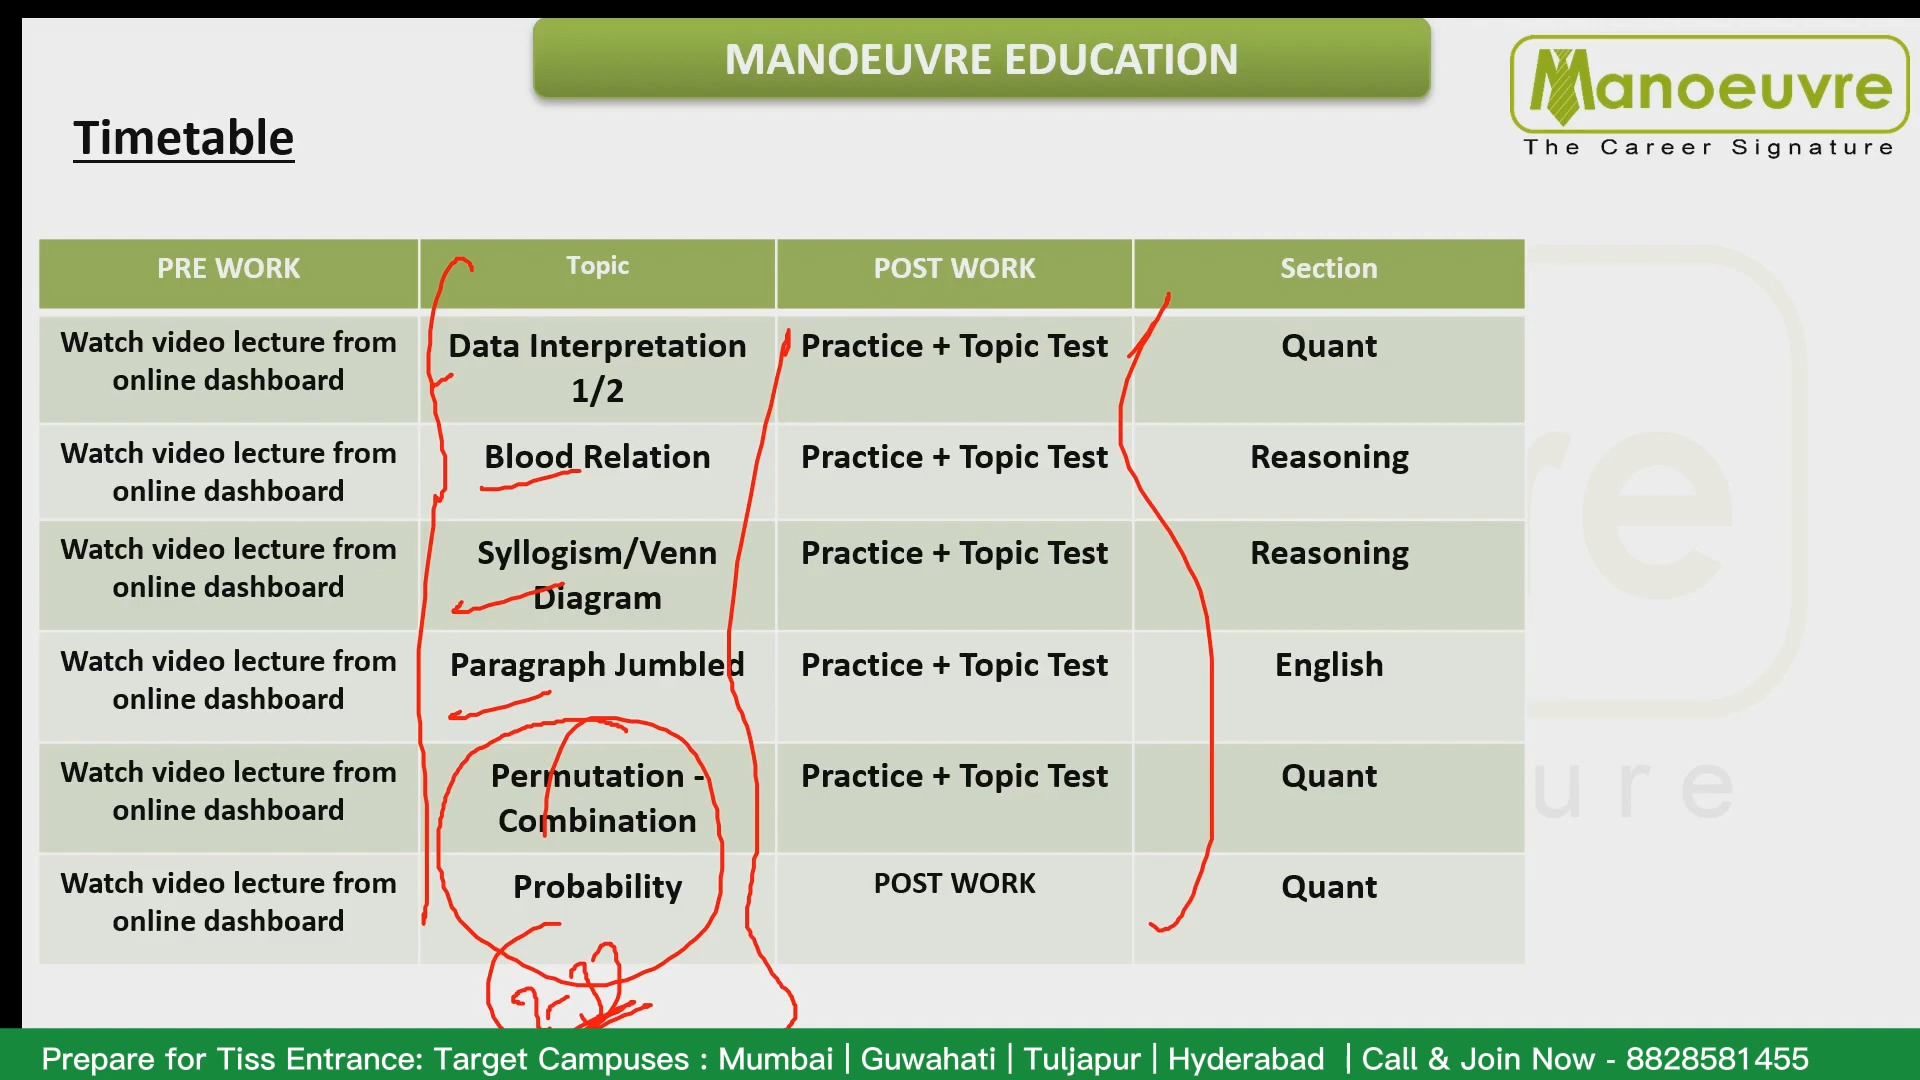 MANOEUVRE EDUCATION
Manoeuvre
The Career Signature
Timetable
PRE WORK Topic POST WORK Section
Watch video lecture from online dashboard Data Interpretation 1/2 Practice + Topic Test Quant
Watch video lecture from online dashboard Blood Relation Practice + Topic Test Reasoning
Watch video lecture from online dashboard Syllogism/Venn Diagram Practice + Topic Test Reasoning
Watch video lecture from online dashboard Paragraph Jumbled Practice + Topic Test English
Watch video lecture from online dashboard Permutation - Combination Practice + Topic Test Quant
Watch video lecture from online dashboard Probability POST WORK Quant
re
ure
Prepare for Tiss Entrance: Target Campuses : Mumbai | Guwahati | Tuljapur | Hyderabad | Call & Join Now - 8828581455